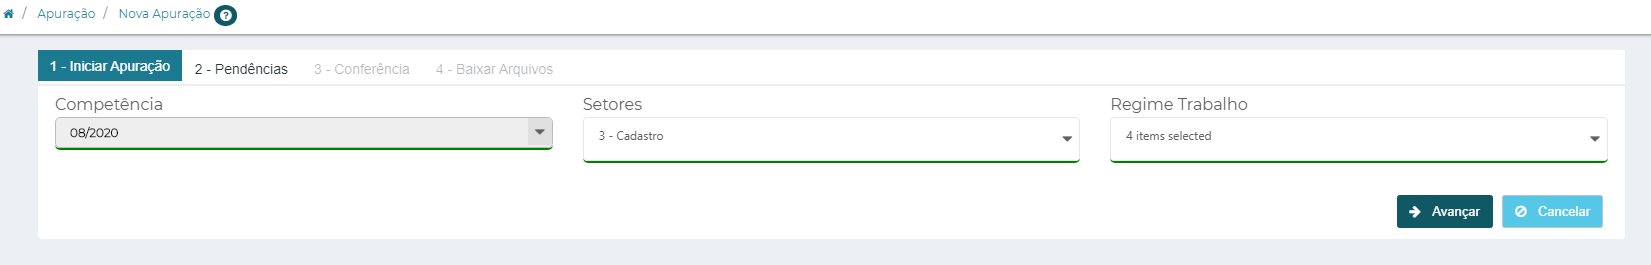 / Apuração / Nova Apuração ?
1 - Iniciar Apuração 2 - Pendências 3 - Conferência 4 - Baixar Arquivos
Competência Setores Regime Trabalho
08/2020 3 - Cadastro 4 items selected
Avançar Cancelar